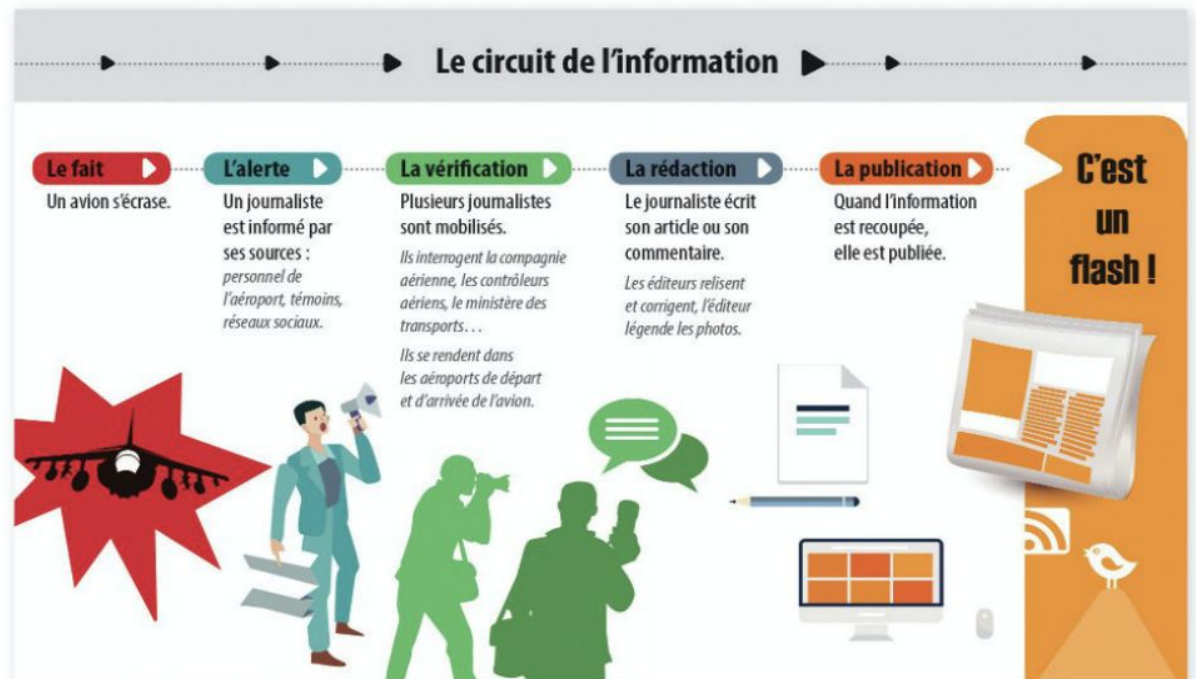 Le circuit de l'information
Le fait
Un avion s'écrase.
L'alerte
Un journaliste
est informé par
ses sources :
personnel de
l'aéroport, témoins,
réseaux sociaux.
La vérification
Plusieurs journalistes
sont mobilisés.
Ils interrogent la compagnie
aérienne, les contrôleurs
aériens, le ministère des
transports…
Ils se rendent dans
les aéroports de départ
et d'arrivée de l'avion.
La rédaction
Le journaliste écrit
son article ou son
commentaire.
Les éditeurs relisent
et corrigent, l'éditeur
légende les photos.
La publication
Quand l'information
est recoupée,
elle est publiée.
C'est
un
flash !